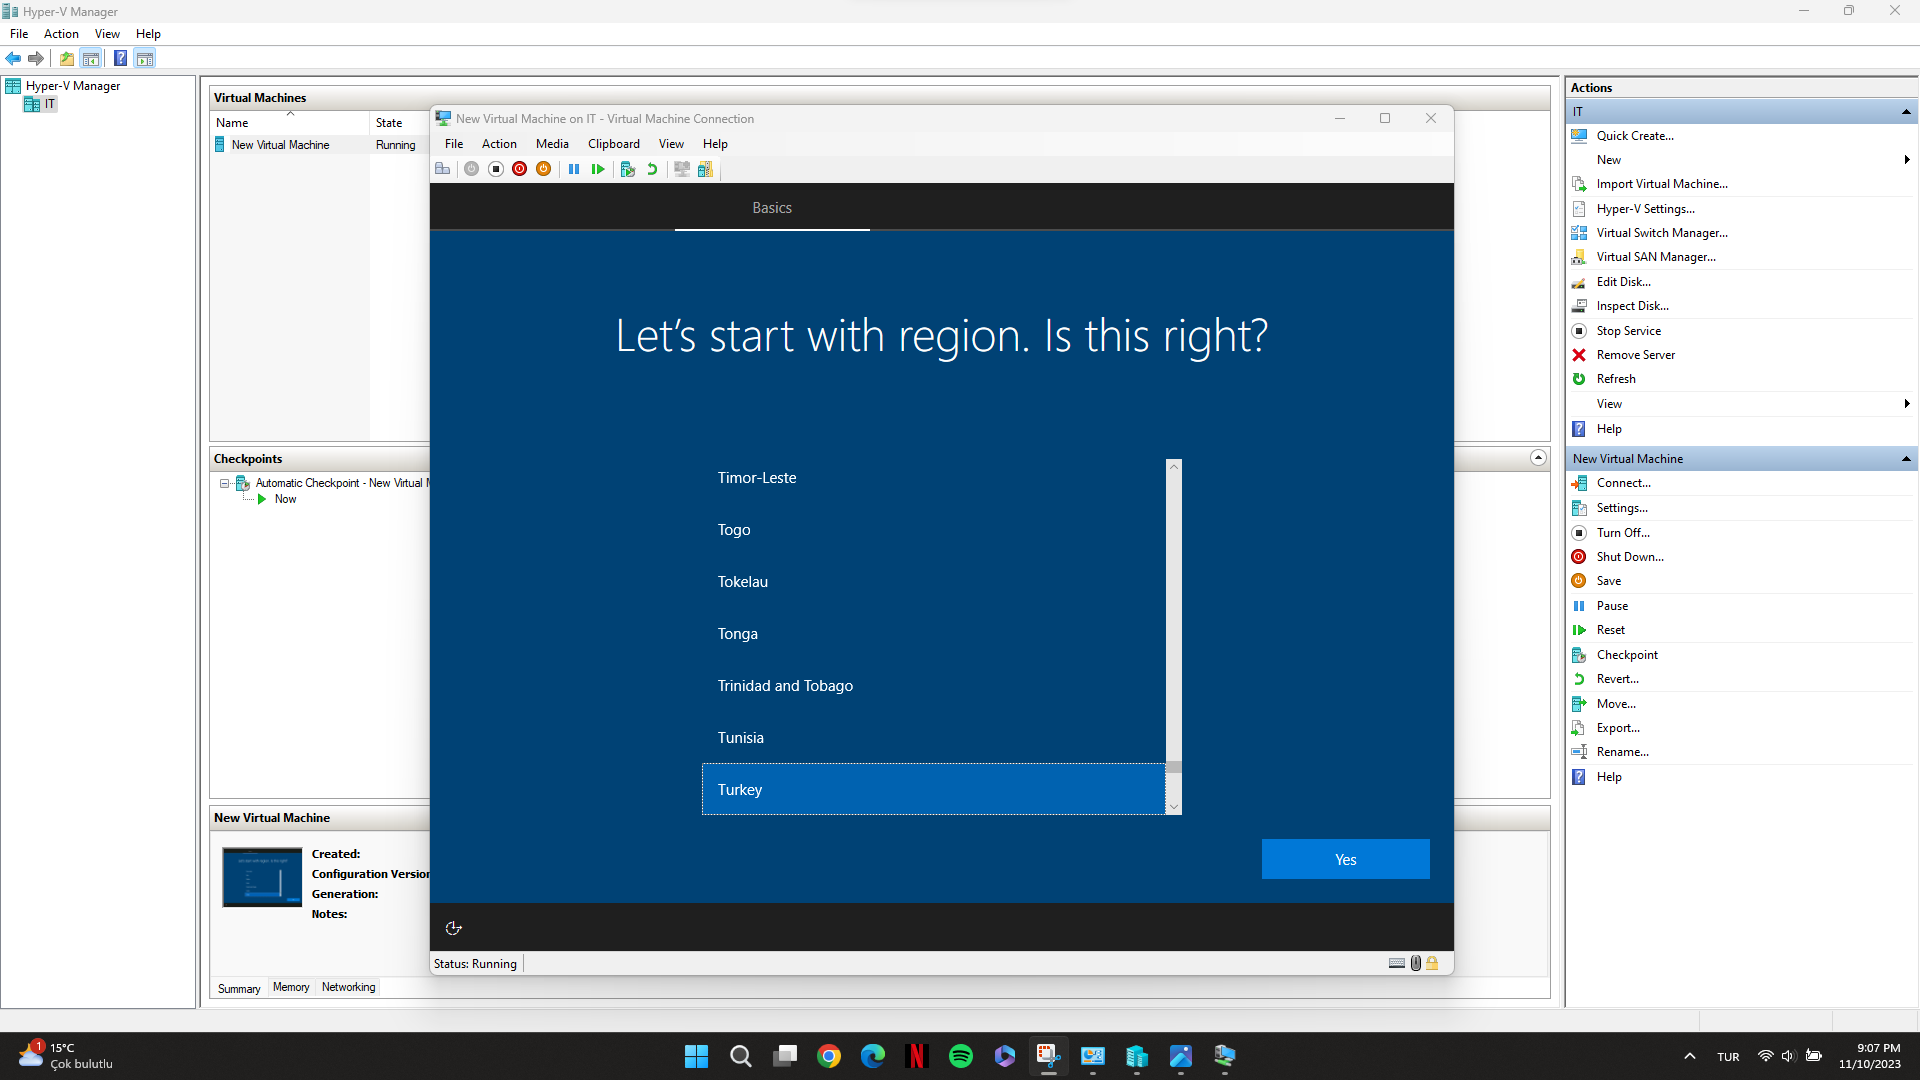 Hyper-V Manager
File Action View Help
Hyper-V Manager
IT
Virtual Machines
Name State
New Virtual Machine Running
Checkpoints
Automatic Checkpoint - New Virtual
Now
New Virtual Machine
Created:
Configuration Version
Generation:
Notes:
Summary Memory Networking
New Virtual Machine on IT - Virtual Machine Connection
File Action Media Clipboard View Help
Basics
Let's start with region. Is this right?
Timor-Leste
Togo
Tokelau
Tonga
Trinidad and Tobago
Tunisia
Turkey
Yes
Status: Running
Actions
IT
Quick Create...
New
Import Virtual Machine...
Hyper-V Settings...
Virtual Switch Manager...
Virtual SAN Manager...
Edit Disk...
Inspect Disk...
Stop Service
Remove Server
Refresh
View
Help
New Virtual Machine
Connect...
Settings...
Turn Off...
Shut Down...
Save
Pause
Reset
Checkpoint
Revert...
Move...
Export...
Rename...
Help
1
15°C
Çok bulutlu
TUR
9:07 PM
11/10/2023